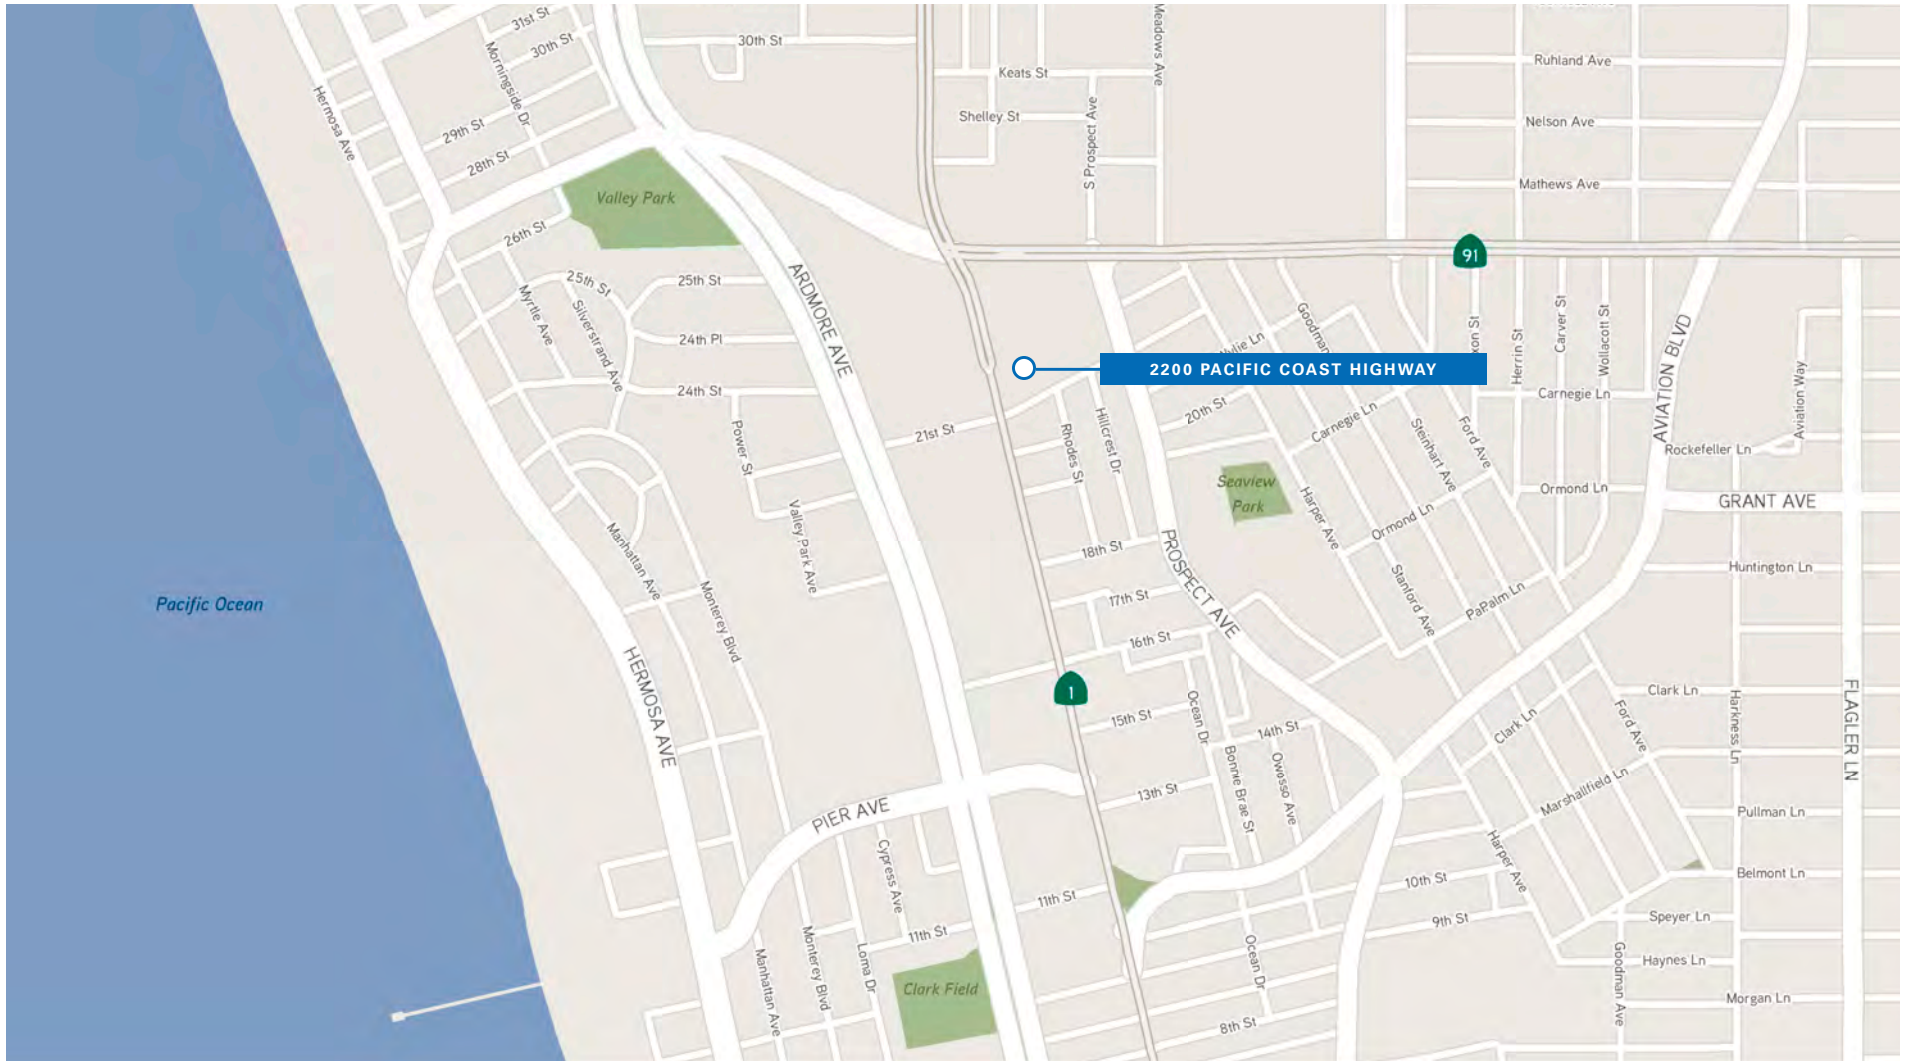 31st St
30th St
30th St
Morningside Dr
Hermosa Ave
29th St
28th St
Valley Park
26th St
25th St
25th St
Myrtle Ave
Silverstrand Ave
24th Pl
24th St
ARDMORE AVE
Power St
21st St
Valley Park Ave
Manhattan Ave
Monterey Blvd
HERMOSA AVE
Pacific Ocean
PIER AVE
Cypress Ave
11th St
11th St
Manhattan Ave
Monterey Blvd
Loma Dr
Clark Field
Keats St
Shelley St
S Prospect Ave
Meadows Ave
Ruhland Ave
Nelson Ave
Mathews Ave
91
2200 PACIFIC COAST HIGHWAY
Goodman
Herrin St
Carver St
Wollacott St
AVIATION BLVD
Aviation Way
Carnegie Ln
Carnegie Ln
20th St
Hillcrest Dr
Rhodes St
Seaview
Park
Harper Ave
Steinhart Ave
Ford Ave
Rockefeller Ln
Ormond Ln
Ormond Ln
GRANT AVE
18th St
17th St
16th St
PROSPECT AVE
Stanford Ave
PaPalm Ln
Huntington Ln
1
15th St
Ocean Dr
14th St
Bonnie Brae St
Owosso Ave
13th St
Clark Ln
Clark Ln
Ford Ave
Harkness Ln
FLAGLER LN
Marshallfield Ln
Pullman Ln
Harper Ave
Belmont Ln
10th St
9th St
Speyer Ln
Haynes Ln
Goodman Ave
Morgan Ln
Ocean Dr
8th St